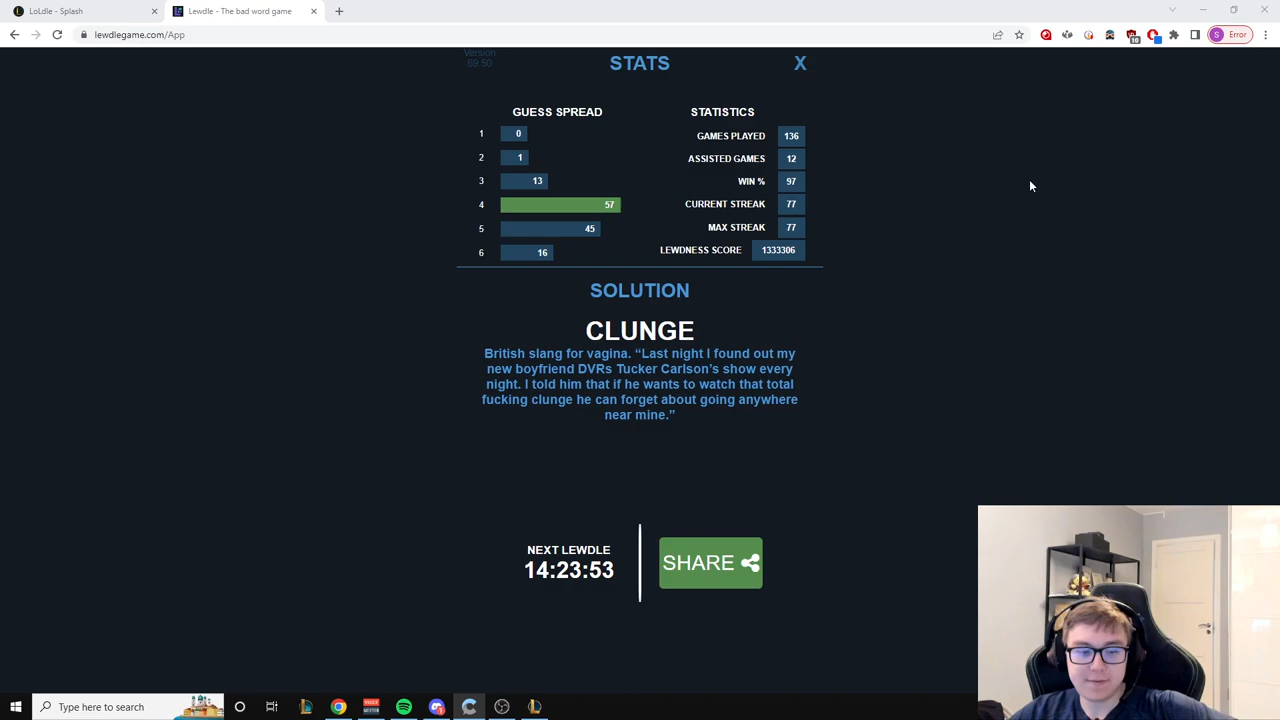 LoLdle - Splash
Lewdle - The bad word game
lewdlegame.com/App
10
S Error
Version
69.50
STATS
X
GUESS SPREAD
STATISTICS
1 0
2 1
3 13
4 57
5 45
6 16
GAMES PLAYED 136
ASSISTED GAMES 12
WIN % 97
CURRENT STREAK 77
MAX STREAK 77
LEWDNESS SCORE 1333306
SOLUTION
CLUNGE
British slang for vagina. “Last night I found out my
new boyfriend DVRs Tucker Carlson’s show every
night. I told him that if he wants to watch that total
fucking clunge he can forget about going anywhere
near mine.”
NEXT LEWDLE
14:23:53
SHARE
Type here to search